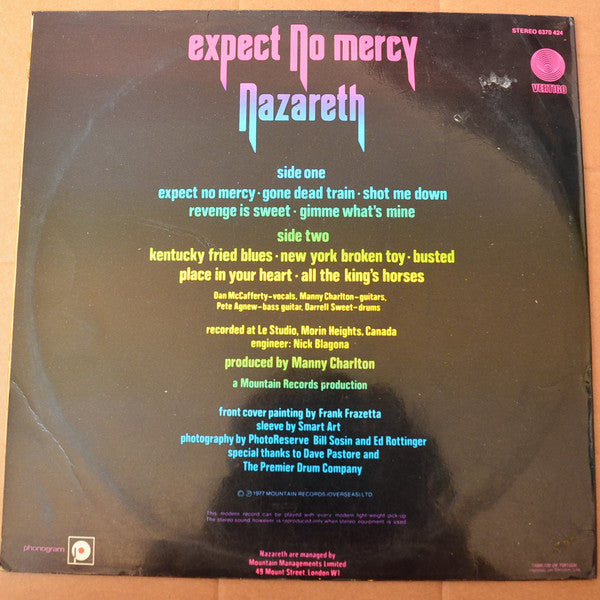 expect No mercy
STEREO 6370 424
VERTIGO
Nazareth
side one
expect no mercy · gone dead train · shot me down
revenge is sweet · gimme what's mine
side two
kentucky fried blues · new york broken toy · busted
place in your heart · all the king's horses
Dan McCafferty–vocals, Manny Charlton–guitars,
Pete Agnew–bass guitar, Darrell Sweet–drums
recorded at Le Studio, Morin Heights, Canada
engineer: Nick Blagona
produced by Manny Charlton
a Mountain Records production
front cover painting by Frank Frazetta
sleeve by Smart Art
photography by PhotoReserve Bill Sosin and Ed Rottinger
special thanks to Dave Pastore and
The Premier Drum Company
© ℗ 1977 MOUNTAIN RECORDS (OVERSEAS) LTD.
This modern record can be played with every modern light-weight pick-up
The stereo sound however is reproduced only when stereo equipment is used
phonogram
Nazareth are managed by
Mountain Managements Limited
49 Mount Street, London W1